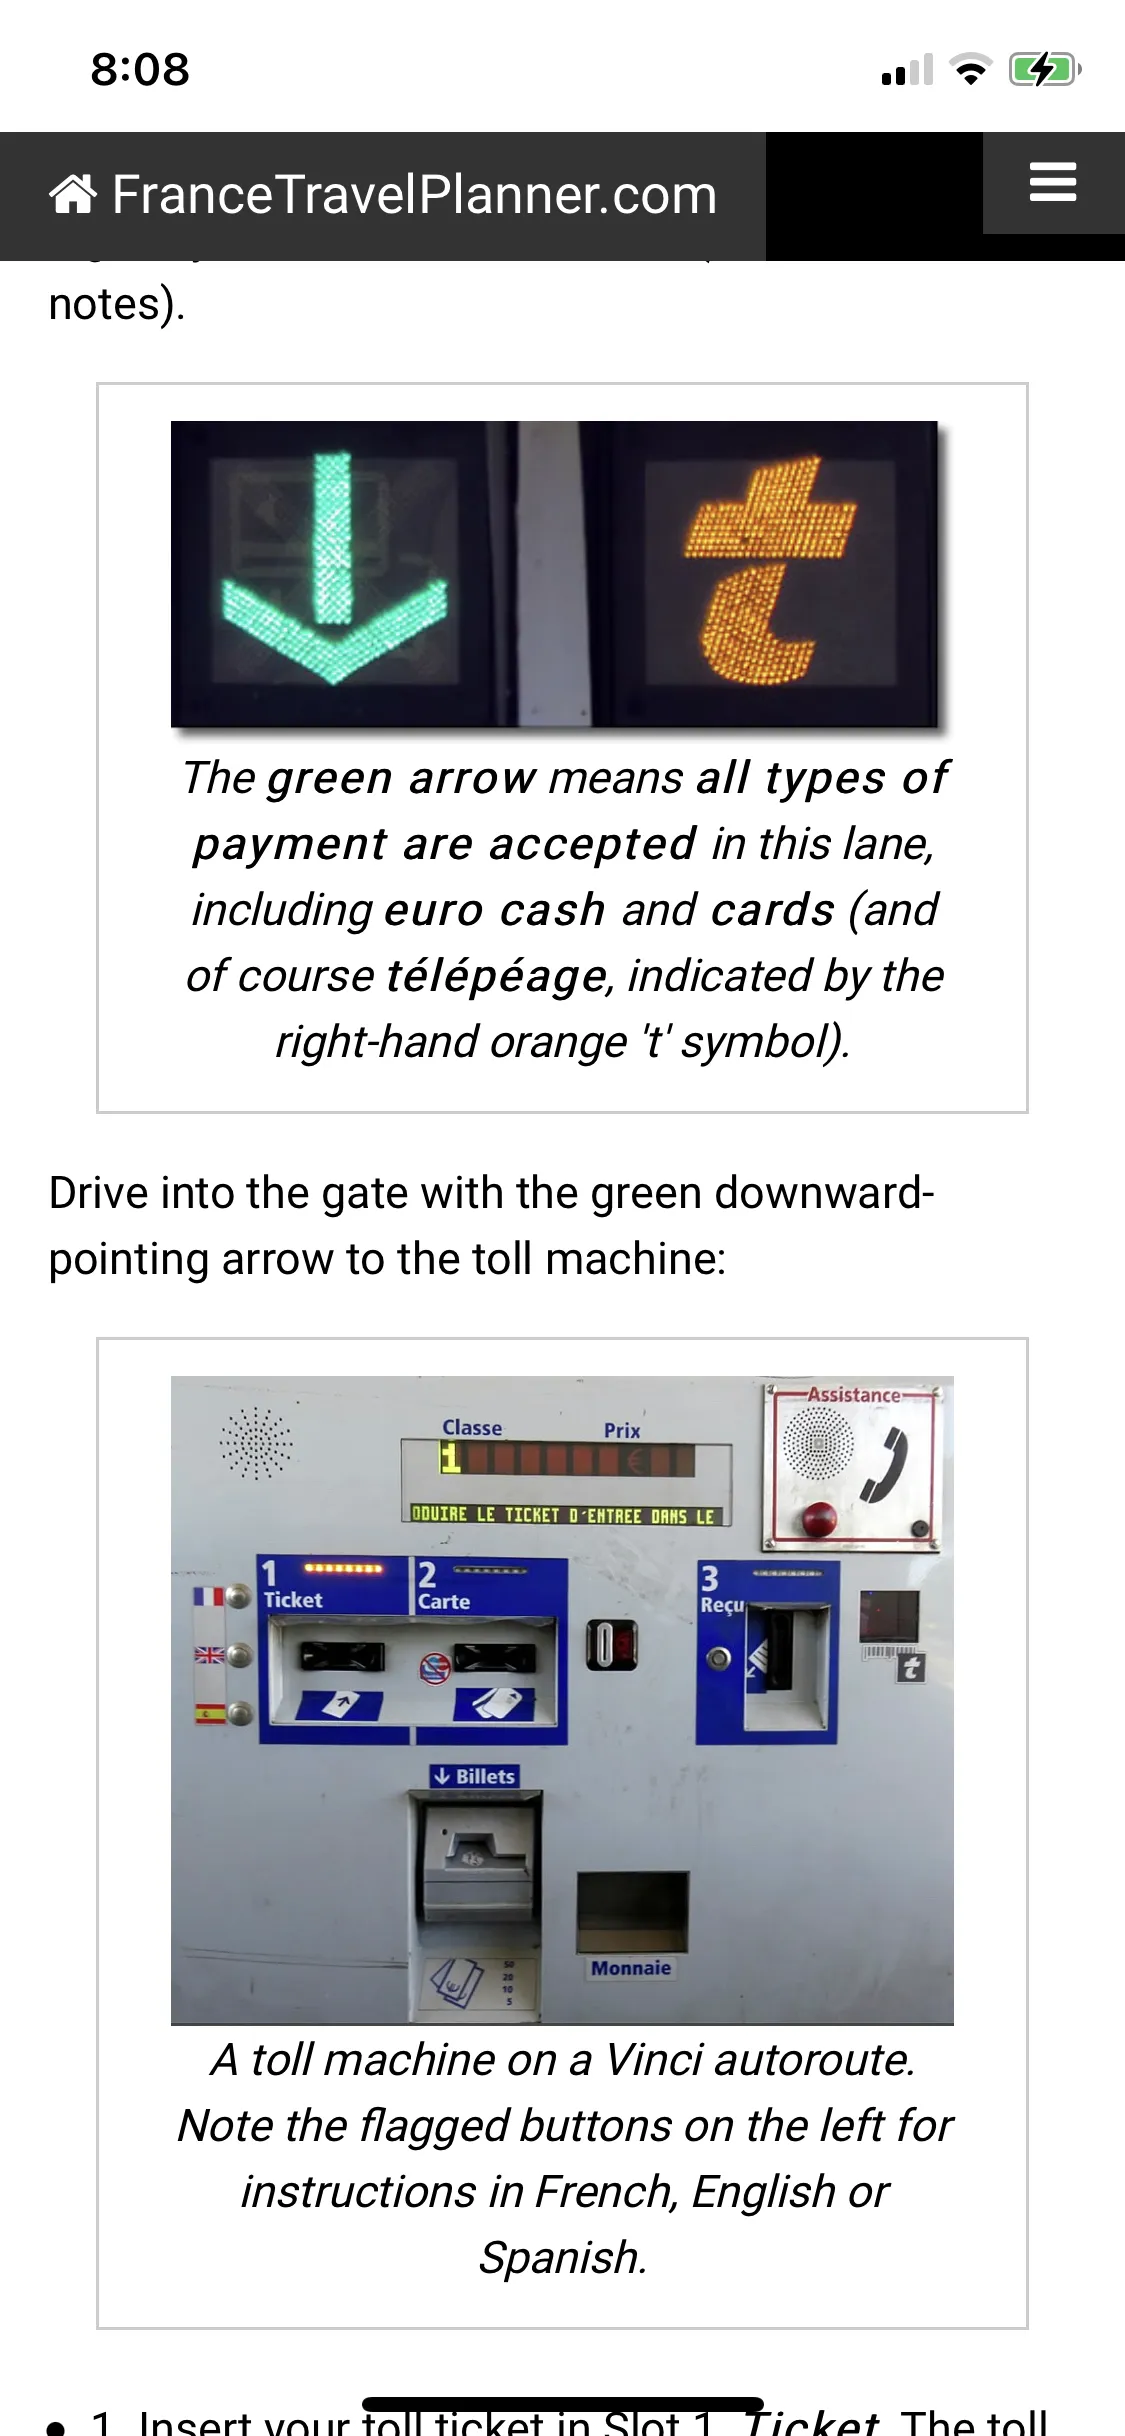 8:08
FranceTravelPlanner.com
notes).
t
The green arrow means all types of
payment are accepted in this lane,
including euro cash and cards (and
of course télépéage, indicated by the
right-hand orange 't' symbol).
Drive into the gate with the green downward-
pointing arrow to the toll machine:
Assistance
Classe Prix
1 €
ODUIRE LE TICKET D'ENTREE DANS LE
1 2 3
Ticket Carte Reçu
t
Billets
50
20
10
5
Monnaie
A toll machine on a Vinci autoroute.
Note the flagged buttons on the left for
instructions in French, English or
Spanish.
• 1. Insert your toll ticket in Slot 1, Ticket. The toll